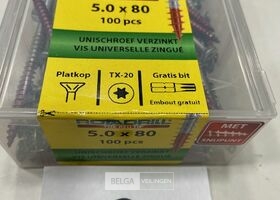 5.0 x 80
100 pcs
UNISCHROEF VERZINKT
VIS UNIVERSELLE ZINGUÉ
Platkop
TX-20
Gratis bit
Embout gratuit
5.0 x 80
100 pcs
MET
SNIJPUNT
BELGA VEILINGEN